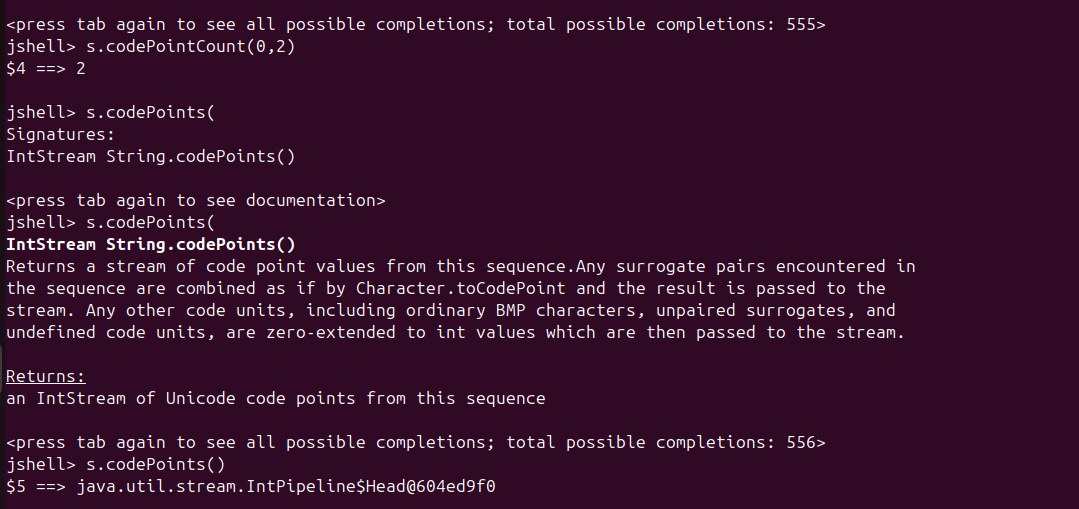 <press tab again to see all possible completions; total possible completions: 555>
jshell> s.codePointCount(0,2)
$4 ==> 2
jshell> s.codePoints(
Signatures:
IntStream String.codePoints()
<press tab again to see documentation>
jshell> s.codePoints(
IntStream String.codePoints()
Returns a stream of code point values from this sequence.Any surrogate pairs encountered in
the sequence are combined as if by Character.toCodePoint and the result is passed to the
stream. Any other code units, including ordinary BMP characters, unpaired surrogates, and
undefined code units, are zero-extended to int values which are then passed to the stream.
Returns:
an IntStream of Unicode code points from this sequence
<press tab again to see all possible completions; total possible completions: 556>
jshell> s.codePoints()
$5 ==> java.util.stream.IntPipeline$Head@604ed9f0